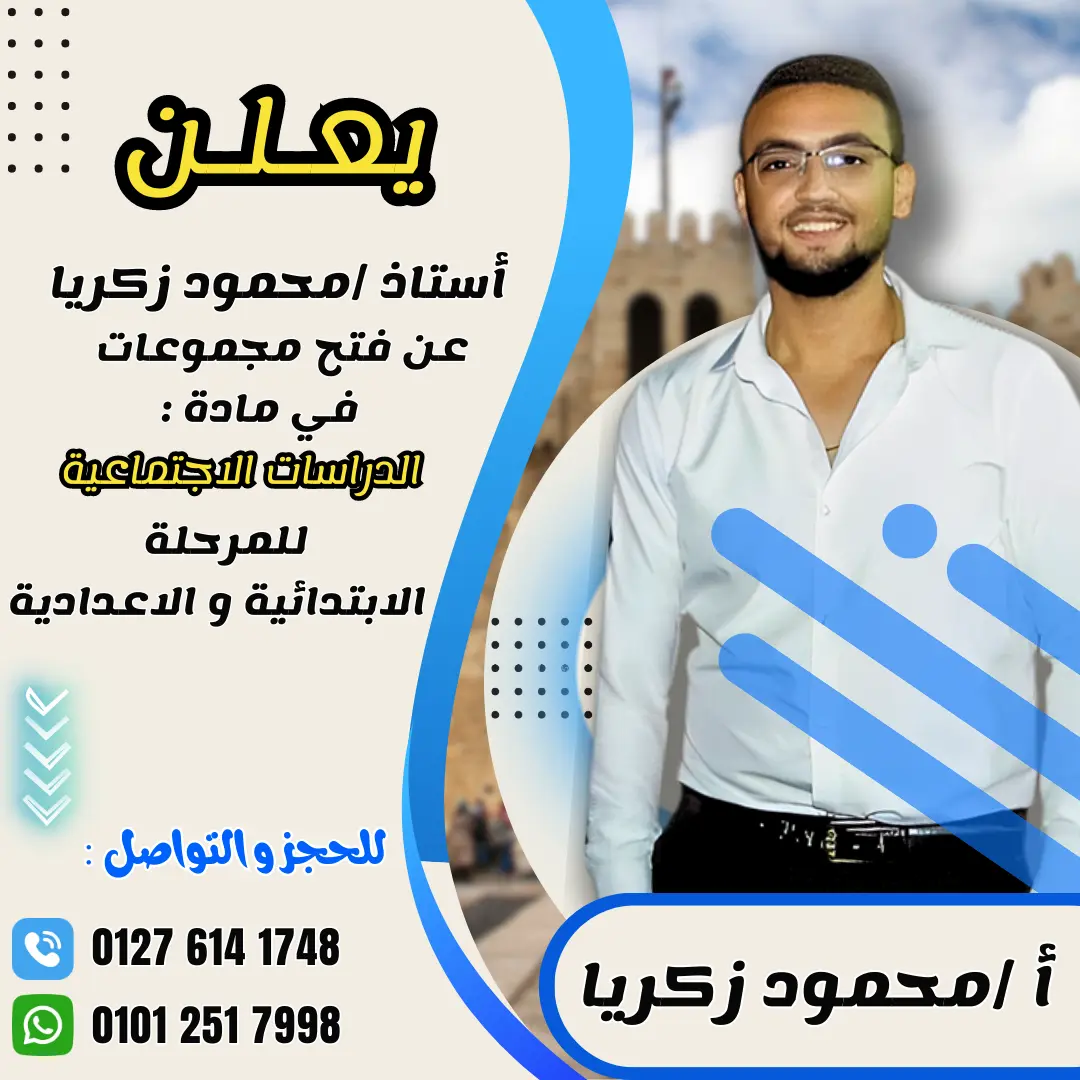 يعلن
أستاذ /محمود زكريا
عن فتح مجموعات
في مادة :
الدراسات الاجتماعية
للمرحلة
الابتدائية و الاعدادية
للحجز و التواصل :
0127 614 1748
0101 251 7998
أ /محمود زكريا